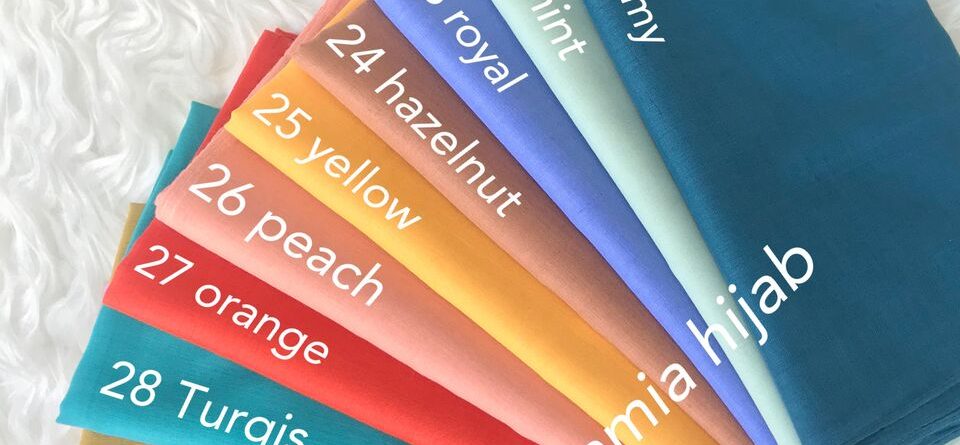 royal
24 hazelnut
25 yellow
26 peach
27 orange
28 Turqis
hijab